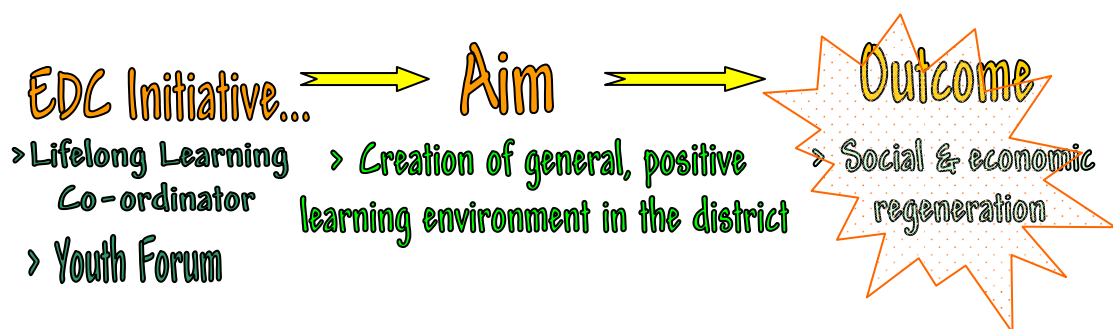 EDC Initiative...
> Lifelong Learning
Co-ordinator
> Youth Forum
Aim
> Creation of general, positive
learning environment in the district
Outcome
> Social & economic
regeneration